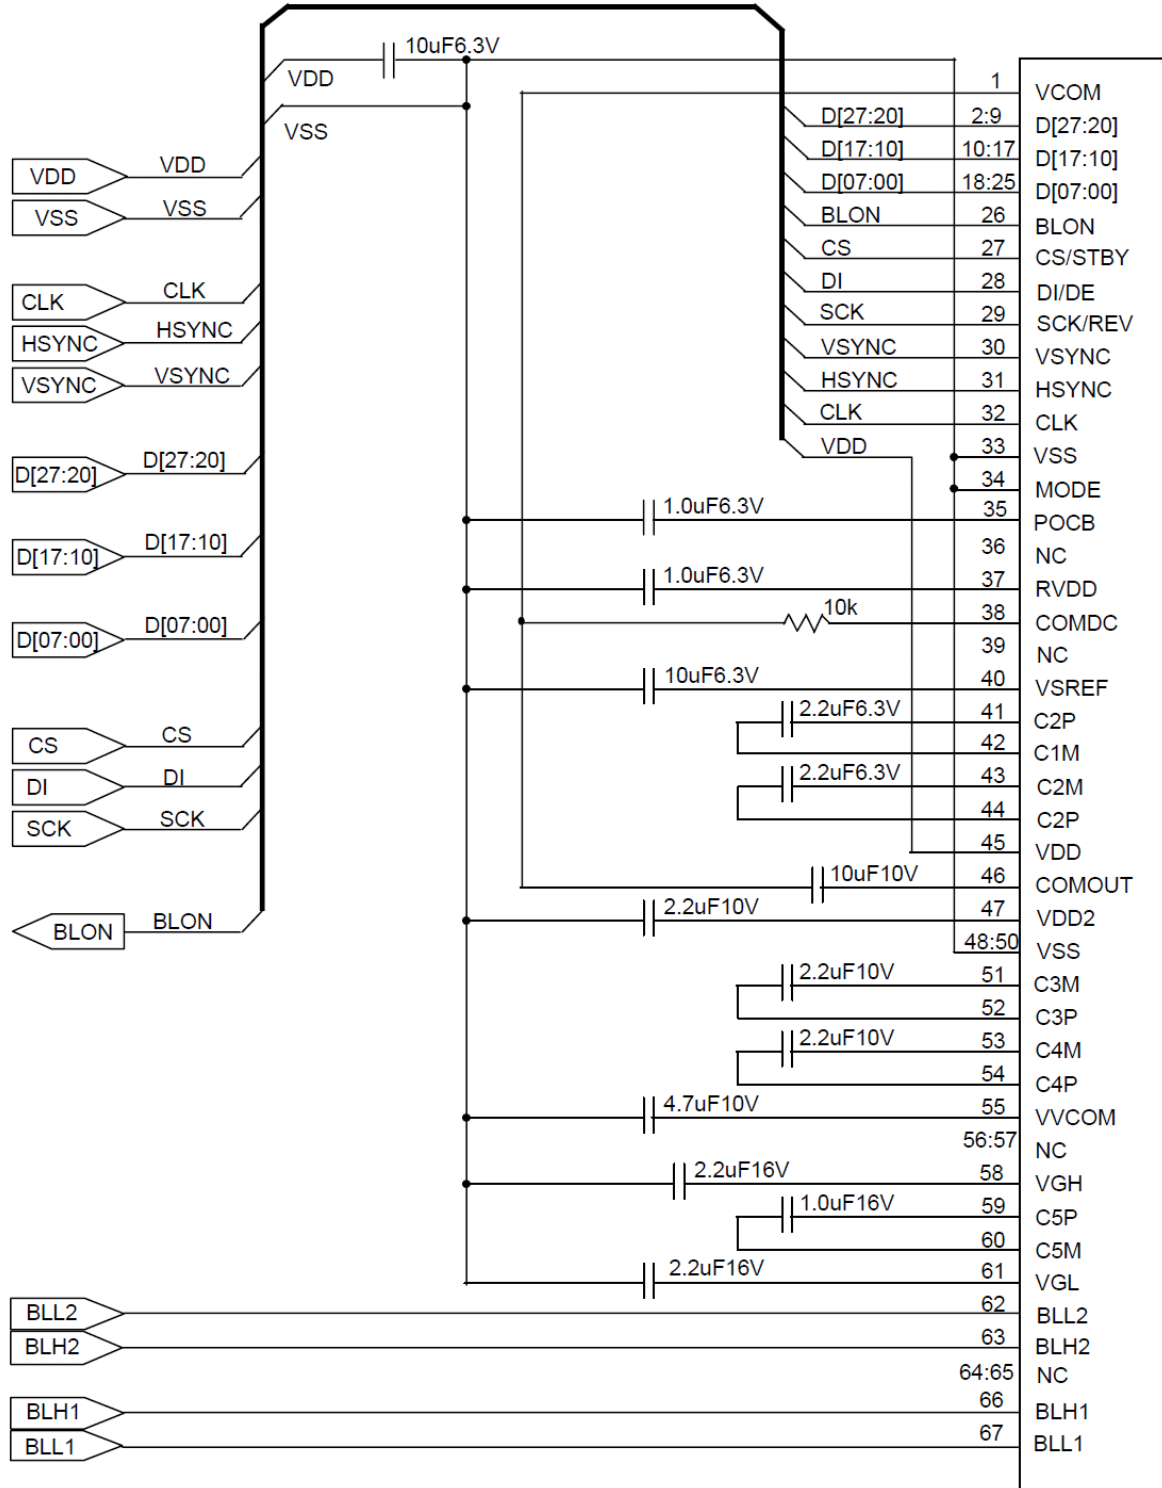 10uF6.3V
VDD
VSS
VDD VDD
VSS VSS
CLK CLK
HSYNC HSYNC
VSYNC VSYNC
D[27:20] D[27:20]
D[17:10] D[17:10]
D[07:00] D[07:00]
CS CS
DI DI
SCK SCK
BLON BLON
1 VCOM
D[27:20] 2:9 D[27:20]
D[17:10] 10:17 D[17:10]
D[07:00] 18:25 D[07:00]
BLON 26 BLON
CS 27 CS/STBY
DI 28 DI/DE
SCK 29 SCK/REV
VSYNC 30 VSYNC
HSYNC 31 HSYNC
CLK 32 CLK
VDD 33 VSS
34 MODE
1.0uF6.3V 35 POCB
36 NC
1.0uF6.3V 37 RVDD
10k 38 COMDC
39 NC
10uF6.3V 40 VSREF
2.2uF6.3V 41 C2P
42 C1M
2.2uF6.3V 43 C2M
44 C2P
45 VDD
10uF10V 46 COMOUT
2.2uF10V 47 VDD2
48:50 VSS
2.2uF10V 51 C3M
52 C3P
2.2uF10V 53 C4M
54 C4P
4.7uF10V 55 VVCOM
56:57 NC
2.2uF16V 58 VGH
1.0uF16V 59 C5P
60 C5M
2.2uF16V 61 VGL
BLL2 62 BLL2
BLH2 63 BLH2
64:65 NC
BLH1 66 BLH1
BLL1 67 BLL1